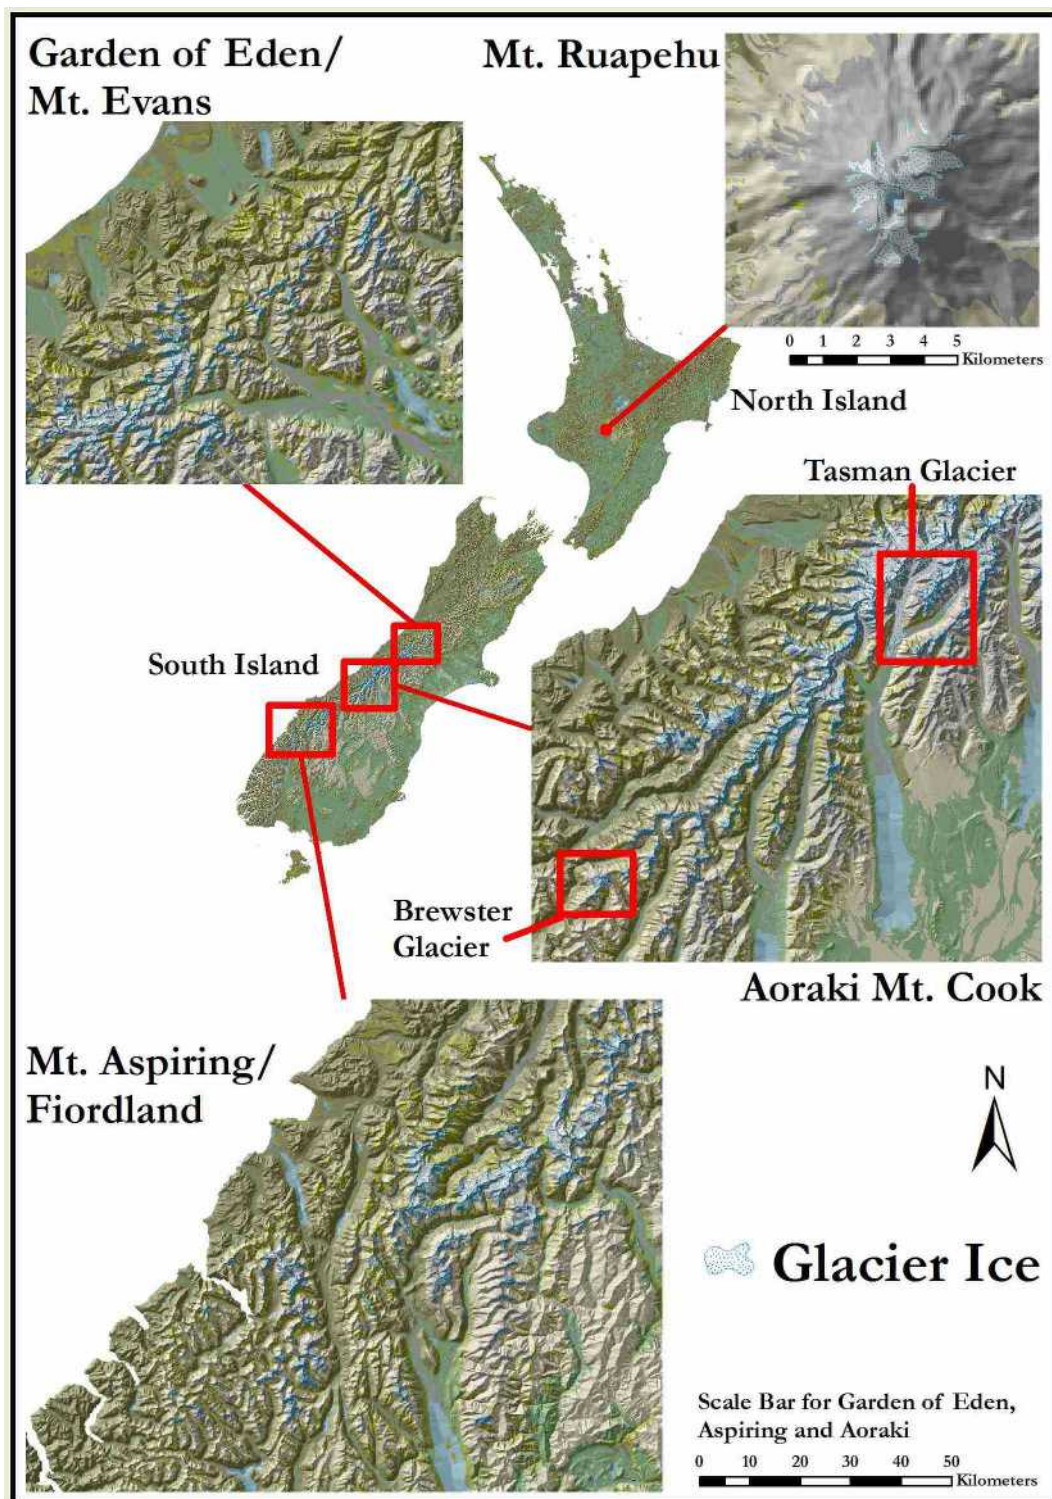 Garden of Eden/
Mt. Evans
Mt. Ruapehu
0 1 2 3 4 5
Kilometers
North Island
Tasman Glacier
South Island
Brewster
Glacier
Aoraki Mt. Cook
Mt. Aspiring/
Fiordland
N
Glacier Ice
Scale Bar for Garden of Eden,
Aspiring and Aoraki
0 10 20 30 40 50
Kilometers